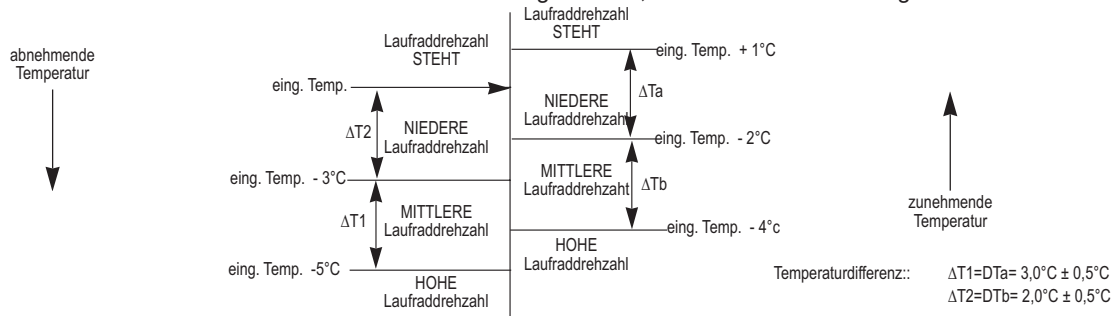 abnehmende
Temperatur
Laufraddrehzahl
STEHT
Laufraddrehzahl
STEHT
eing. Temp. + 1°C
eing. Temp.
ΔTa
NIEDERE
Laufraddrehzahl
ΔT2
NIEDERE
Laufraddrehzahl
eing. Temp. - 2°C
eing. Temp. - 3°C
MITTLERE
Laufraddrehzaht
ΔTb
ΔT1
MITTLERE
Laufraddrehzahl
eing. Temp. - 4°c
HOHE
Laufraddrehzahl
eing. Temp. -5°C
HOHE
Laufraddrehzahl
zunehmende
Temperatur
Temperaturdifferenz:: ΔT1=DTa= 3,0°C ± 0,5°C
ΔT2=DTb= 2,0°C ± 0,5°C